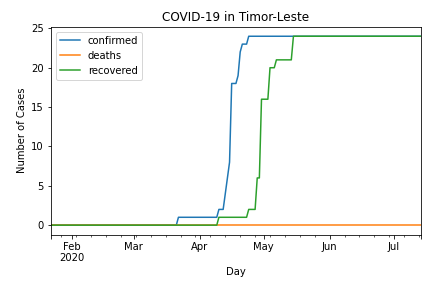 COVID-19 in Timor-Leste
confirmed
deaths
recovered
Number of Cases
25
20
15
10
5
0
Feb
2020
Mar
Apr
May
Jun
Jul
Day